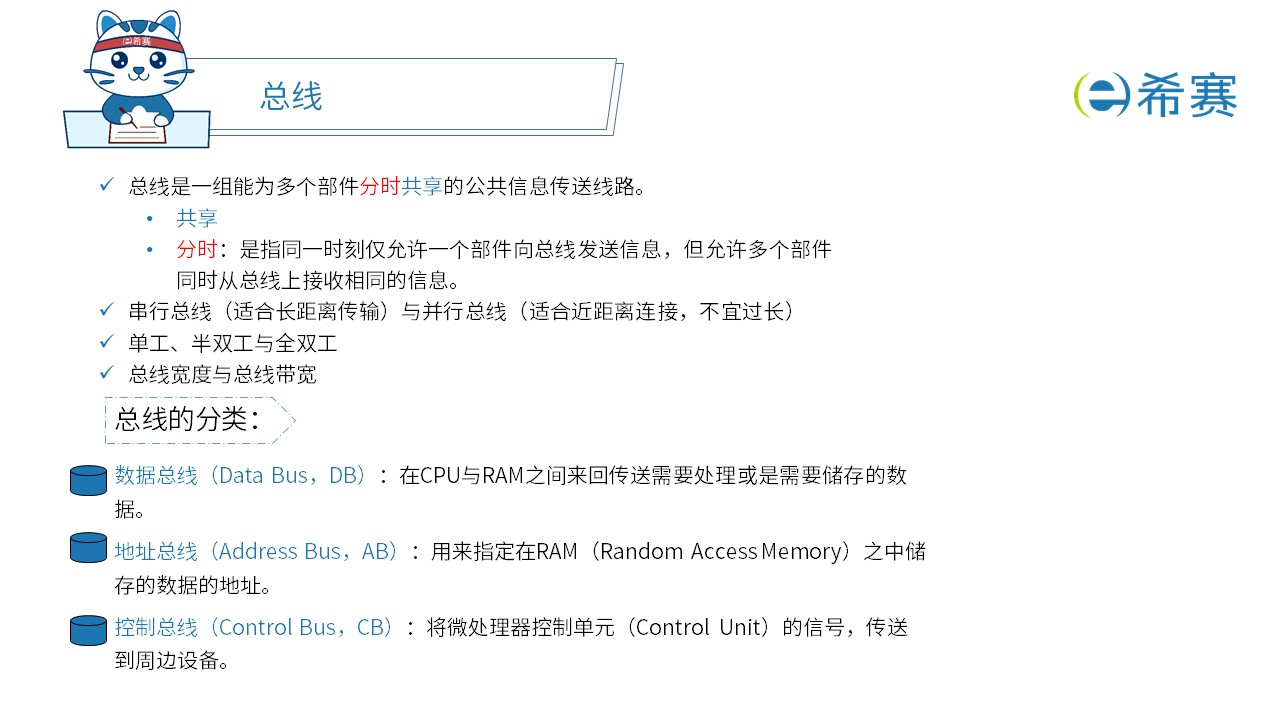 希赛
总线
希赛
总线是一组能为多个部件分时共享的公共信息传送线路。
共享
分时：是指同一时刻仅允许一个部件向总线发送信息，但允许多个部件
同时从总线上接收相同的信息。
串行总线（适合长距离传输）与并行总线（适合近距离连接，不宜过长）
单工、半双工与全双工
总线宽度与总线带宽
总线的分类：
数据总线（Data Bus，DB）：在CPU与RAM之间来回传送需要处理或是需要储存的数
据。
地址总线（Address Bus，AB）：用来指定在RAM（Random Access Memory）之中储
存的数据的地址。
控制总线（Control Bus，CB）：将微处理器控制单元（Control Unit）的信号，传送
到周边设备。